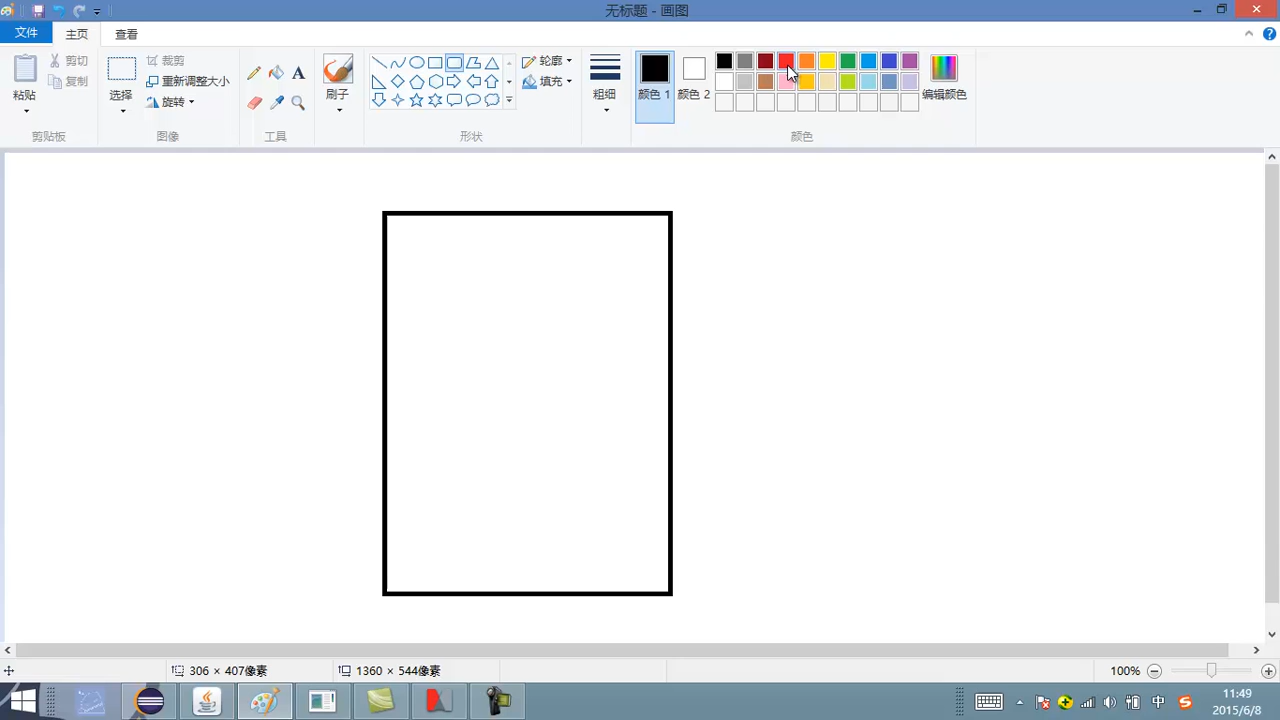 无标题 - 画图
文件
主页
查看
粘贴
剪切
复制
选择
裁剪
重新调整大小
旋转
A
刷子
轮廓
填充
粗细
颜色 1
颜色 2
编辑颜色
剪贴板
图像
工具
形状
颜色
306 × 407像素
1360 × 544像素
100%
中
11:49
2015/6/8